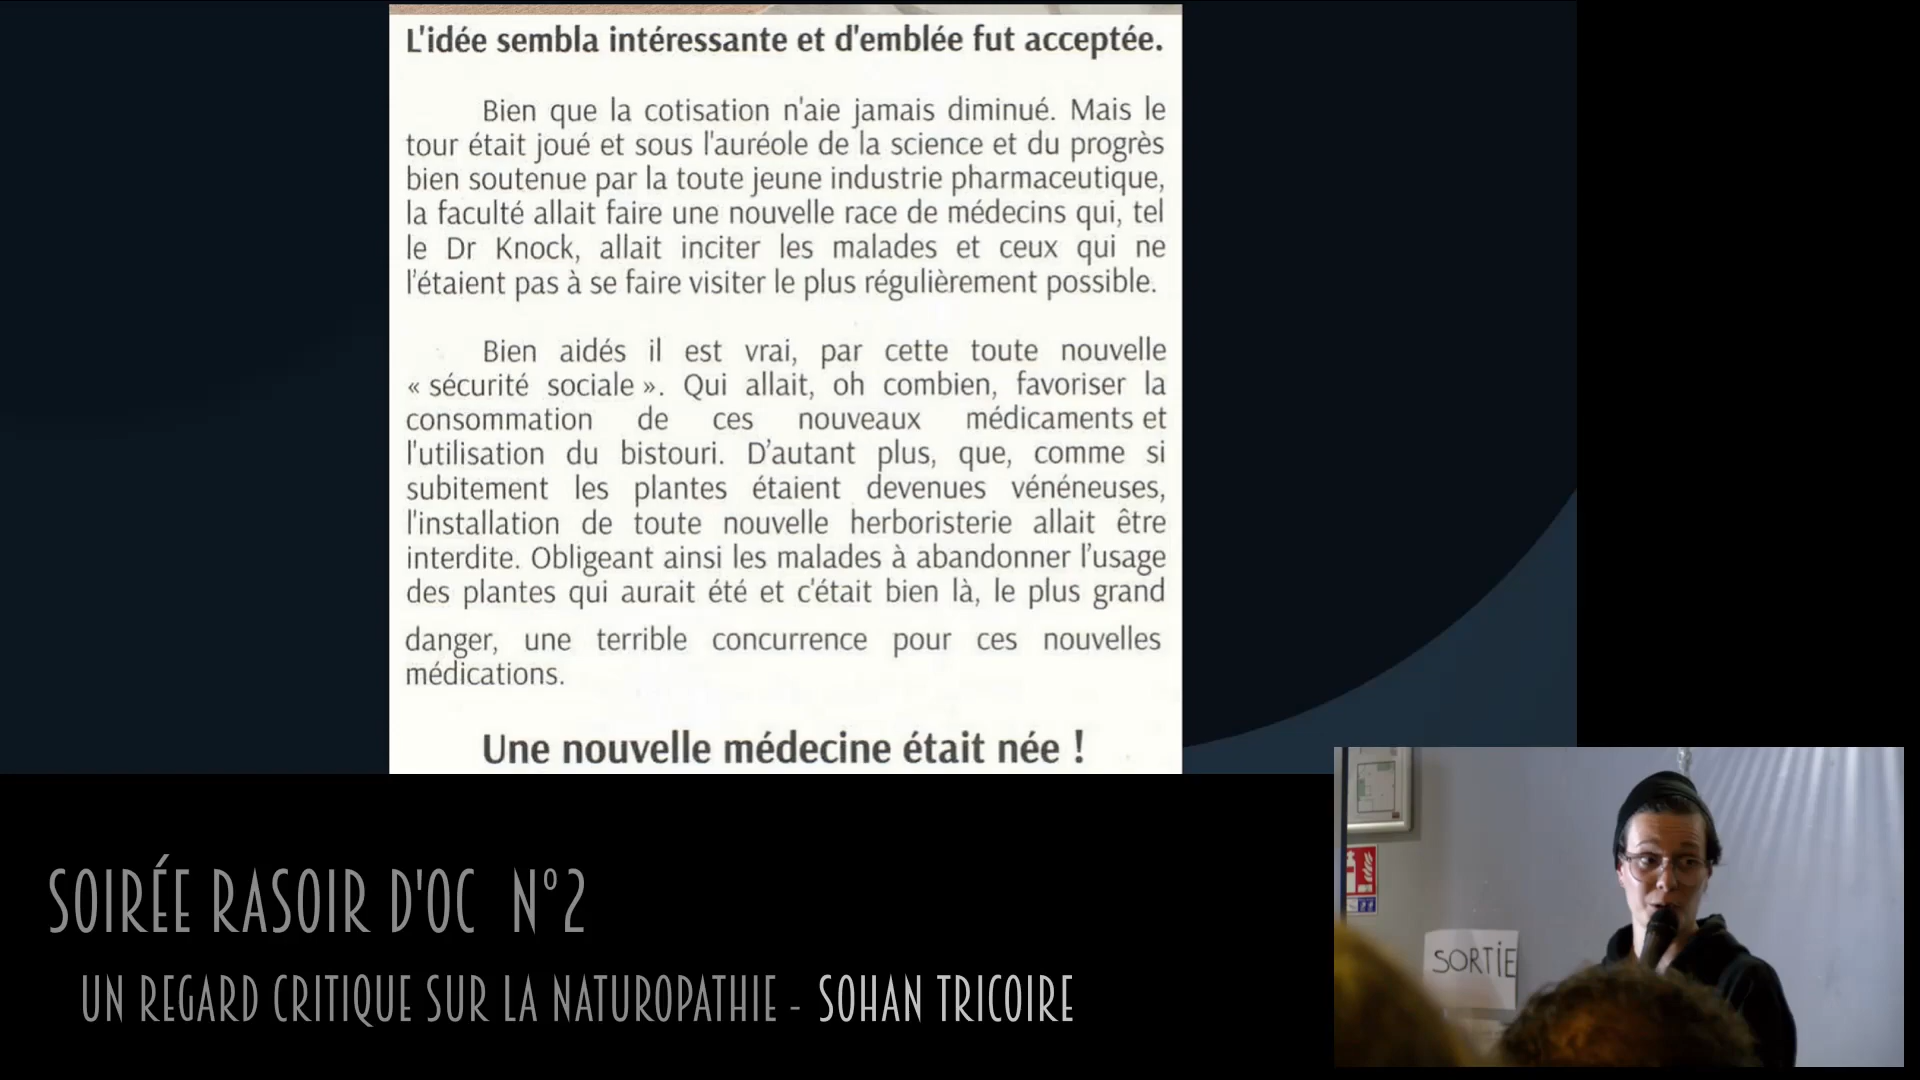 L'idée sembla intéressante et d'emblée fut acceptée.
Bien que la cotisation n'aie jamais diminué. Mais le
tour était joué et sous l'auréole de la science et du progrès
bien soutenue par la toute jeune industrie pharmaceutique,
la faculté allait faire une nouvelle race de médecins qui, tel
le Dr Knock, allait inciter les malades et ceux qui ne
l'étaient pas à se faire visiter le plus régulièrement possible.
Bien aidés il est vrai, par cette toute nouvelle
« sécurité sociale ». Qui allait, oh combien, favoriser la
consommation de ces nouveaux médicaments et
l'utilisation du bistouri. D'autant plus, que, comme si
subitement les plantes étaient devenues vénéneuses,
l'installation de toute nouvelle herboristerie allait être
interdite. Obligeant ainsi les malades à abandonner l'usage
des plantes qui aurait été et c'était bien là, le plus grand
danger, une terrible concurrence pour ces nouvelles
médications.
Une nouvelle médecine était née !
SORTIE
SOIRÉE RASOIR D'OC N°2
UN REGARD CRITIQUE SUR LA NATUROPATHIE - SOHAN TRICOIRE